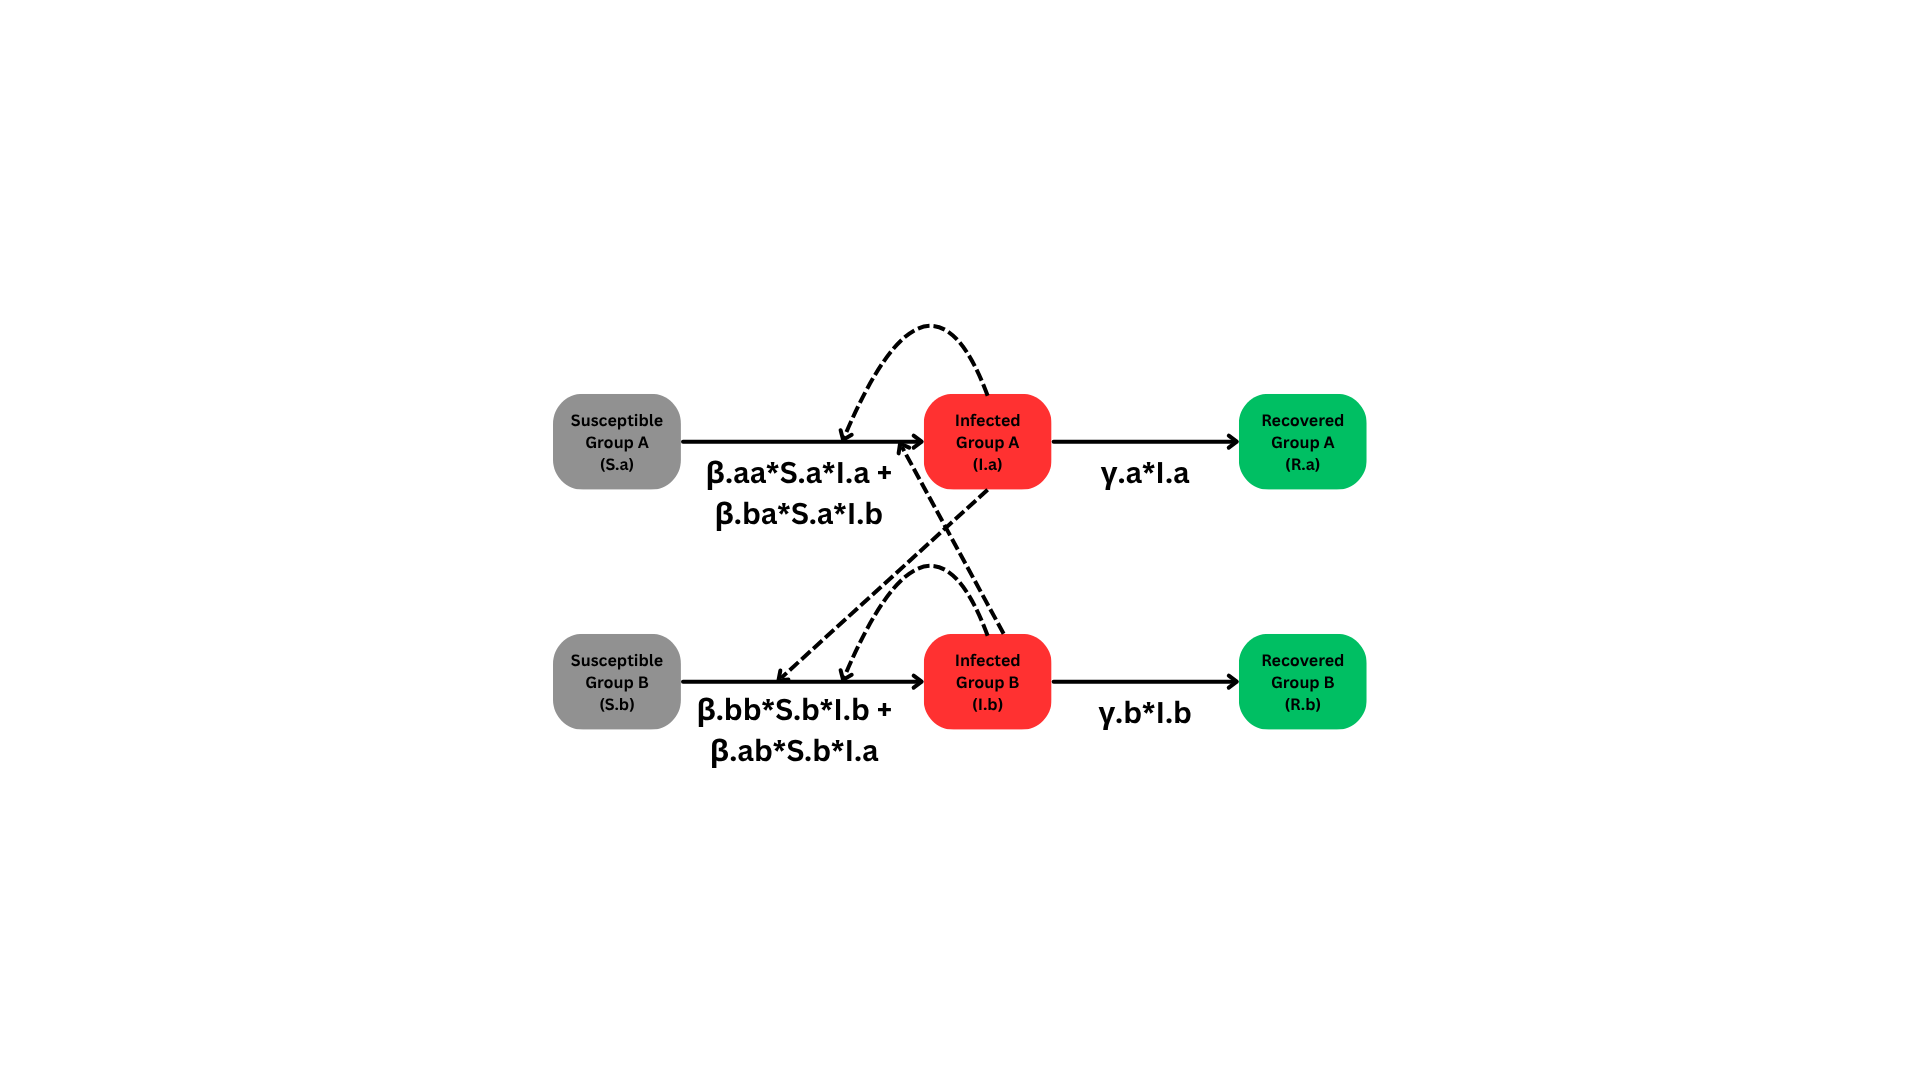 Susceptible
Group A
(S.a)
β.aa*S.a*I.a +
β.ba*S.a*I.b
Infected
Group A
(I.a)
γ.a*I.a
Recovered
Group A
(R.a)
Susceptible
Group B
(S.b)
β.bb*S.b*I.b +
β.ab*S.b*I.a
Infected
Group B
(I.b)
γ.b*I.b
Recovered
Group B
(R.b)